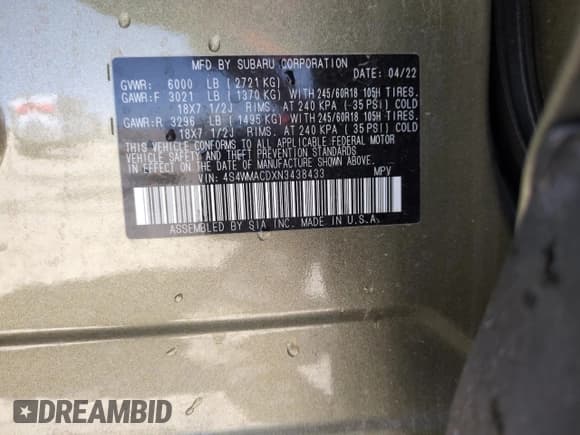 MFD BY SUBARU CORPORATION
DATE: 04/22
GVWR: 6000 LB ( 2721 KG)
GAWR:F 3021 LB ( 1370 KG) WITH 245/60R18 105H TIRES.
18X7 1/2J RIMS. AT 240 KPA ( 35 PSI) COLD
GAWR:R 3296 LB ( 1495 KG) WITH 245/60R18 105H TIRES.
18X7 1/2J RIMS. AT 240 KPA ( 35 PSI) COLD
THIS VEHICLE CONFORMS TO ALL APPLICABLE FEDERAL MOTOR
VEHICLE SAFETY AND THEFT PREVENTION STANDARDS
IN EFFECT ON THE DATE OF MANUFACTURE SHOWN ABOVE.
VIN: 4S4WMACDXN3438433 MPV
ASSEMBLED BY SIA INC. MADE IN U.S.A.
DREAMBID